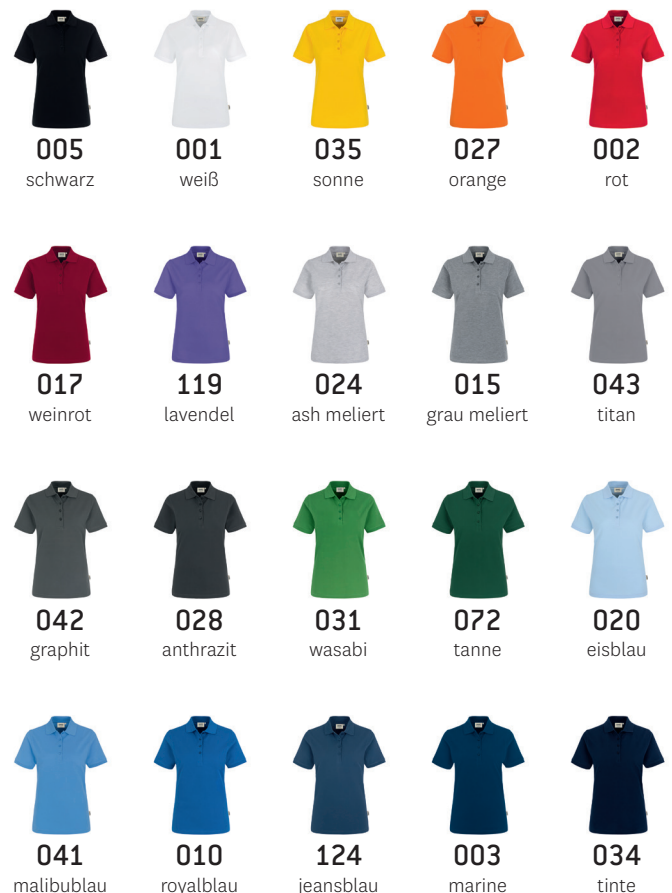 005 001 035 027 002
schwarz weiß sonne orange rot
017 119 024 015 043
weinrot lavendel ash meliert grau meliert titan
042 028 031 072 020
graphit anthrazit wasabi tanne eisblau
041 010 124 003 034
malibublau royalblau jeansblau marine tinte